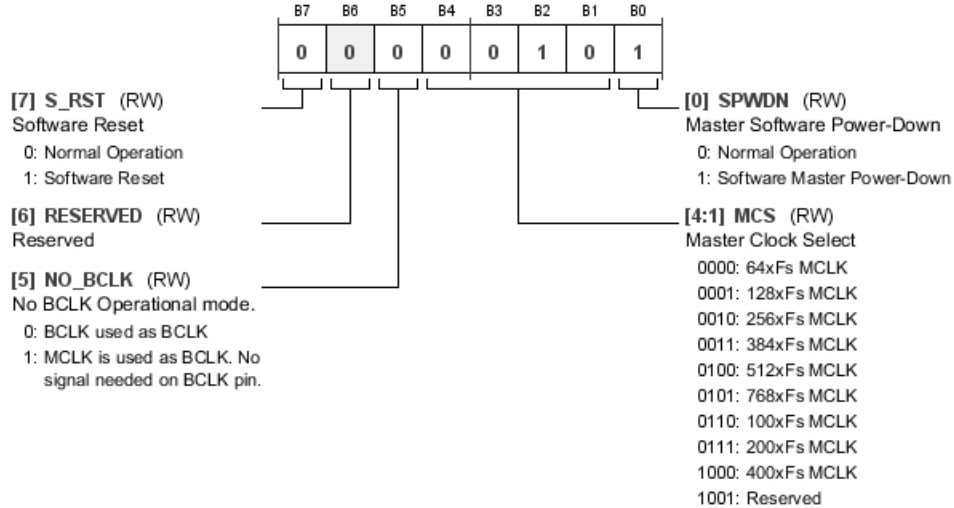 B7 B6 B5 B4 B3 B2 B1 B0
0 0 0 0 0 1 0 1
[7] S_RST (RW)
Software Reset
0: Normal Operation
1: Software Reset
[6] RESERVED (RW)
Reserved
[5] NO_BCLK (RW)
No BCLK Operational mode.
0: BCLK used as BCLK
1: MCLK is used as BCLK. No
signal needed on BCLK pin.
[0] SPWDN (RW)
Master Software Power-Down
0: Normal Operation
1: Software Master Power-Down
[4:1] MCS (RW)
Master Clock Select
0000: 64xFs MCLK
0001: 128xFs MCLK
0010: 256xFs MCLK
0011: 384xFs MCLK
0100: 512xFs MCLK
0101: 768xFs MCLK
0110: 100xFs MCLK
0111: 200xFs MCLK
1000: 400xFs MCLK
1001: Reserved